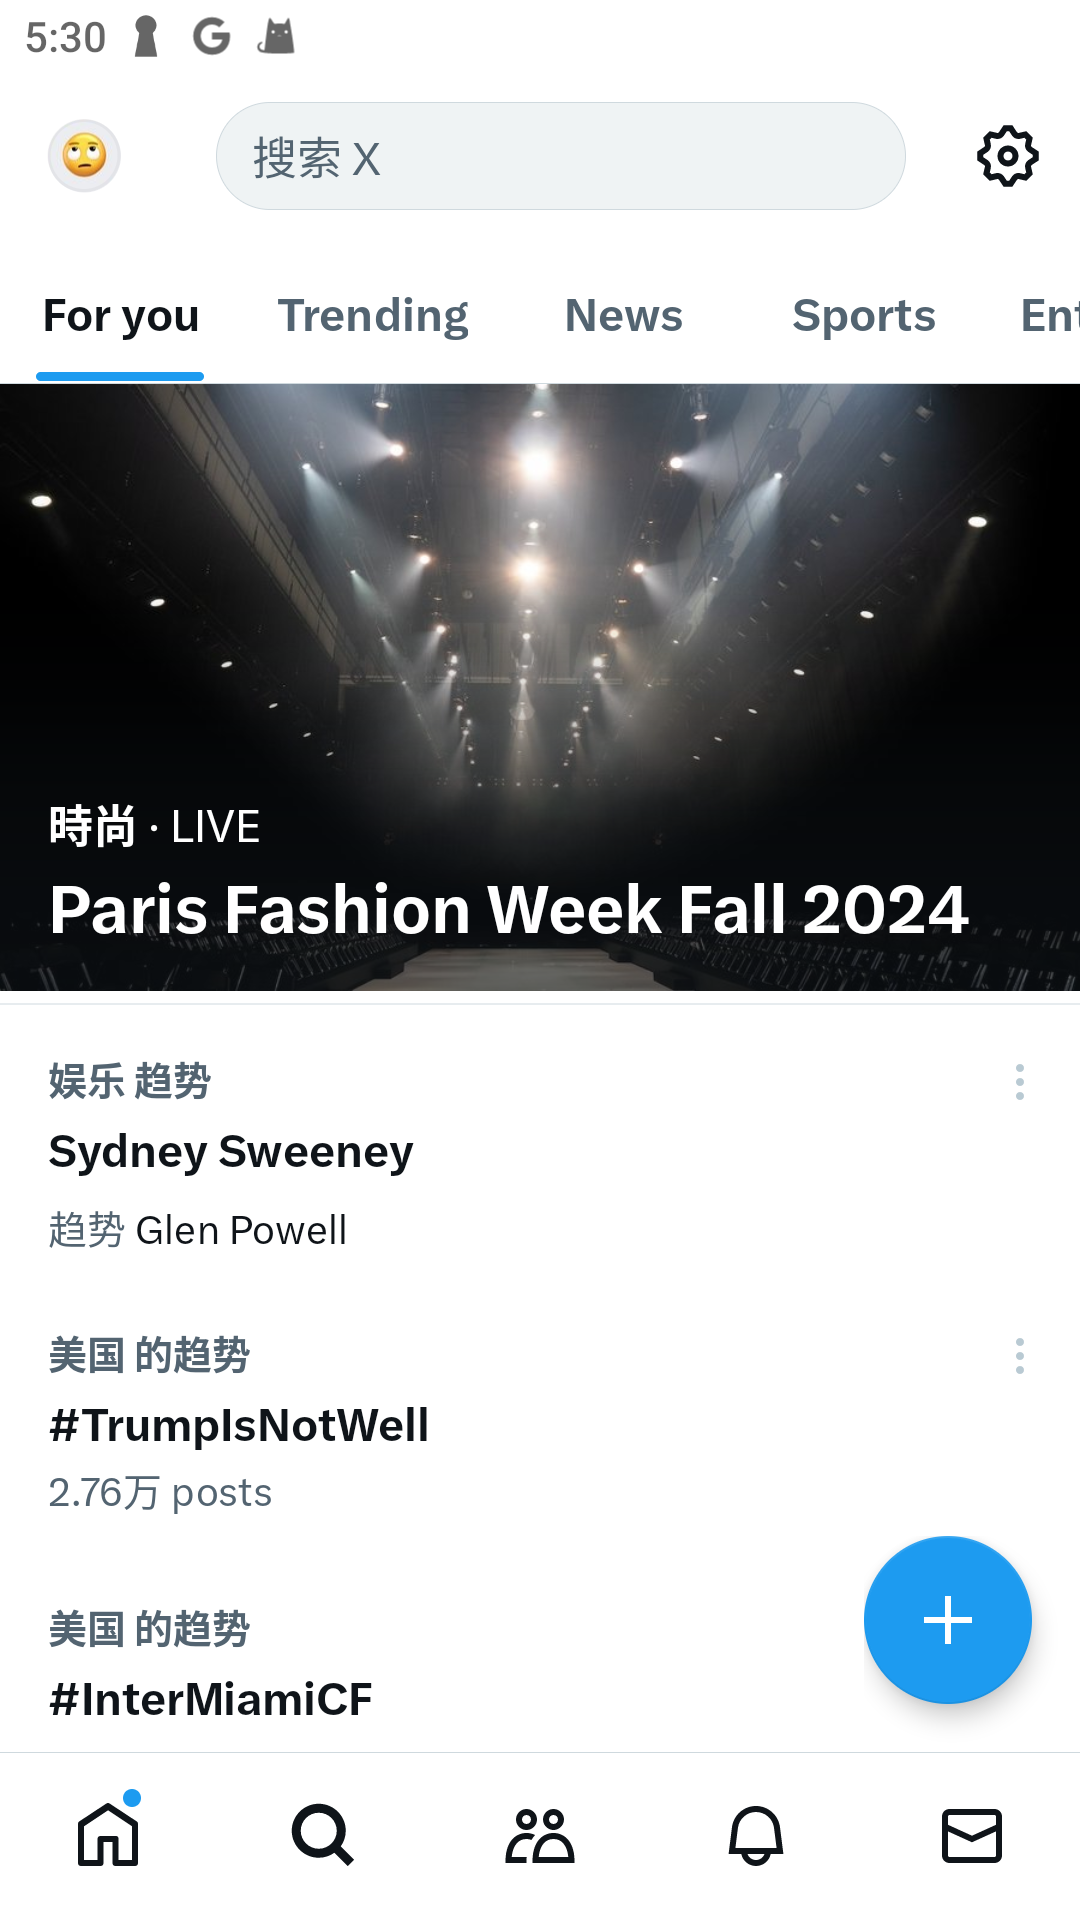 5:30
搜索 X
For you Trending News Sports Ent
時尚 · LIVE
Paris Fashion Week Fall 2024
娱乐 趋势
Sydney Sweeney
趋势 Glen Powell
美国 的趋势
#TrumpIsNotWell
2.76万 posts
美国 的趋势
#InterMiamiCF